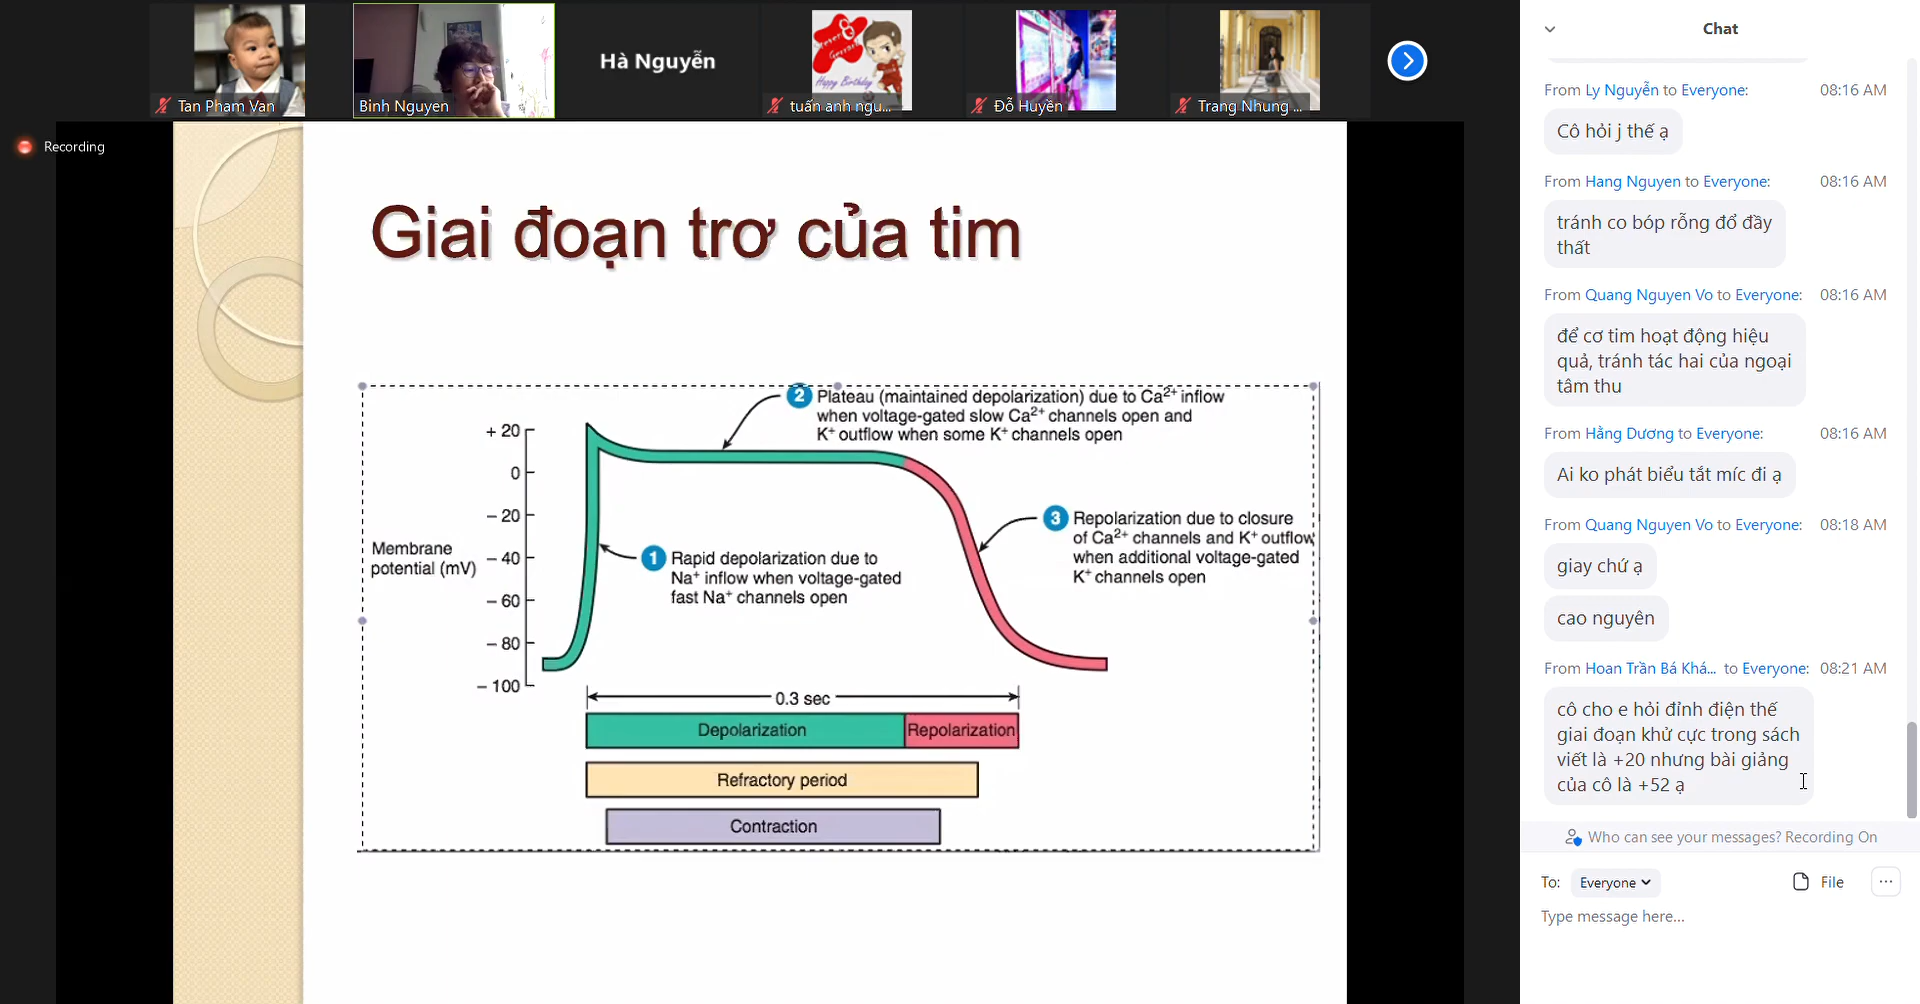 Tan Pham Van
Binh Nguyen
Hà Nguyễn
Happy Birthday
tuấn anh ngu...
Đỗ Huyền
Trang Nhung ...
Recording
Giai đoạn trơ của tim
2 Plateau (maintained depolarization) due to Ca²⁺ inflow
when voltage-gated slow Ca²⁺ channels open and
K⁺ outflow when some K⁺ channels open
+ 20
0
– 20
– 40
– 60
– 80
– 100
Membrane
potential (mV)
1 Rapid depolarization due to
Na⁺ inflow when voltage-gated
fast Na⁺ channels open
3 Repolarization due to closure
of Ca²⁺ channels and K⁺ outflow
when additional voltage-gated
K⁺ channels open
0.3 sec
Depolarization
Repolarization
Refractory period
Contraction
Chat
From Ly Nguyễn to Everyone: 08:16 AM
Cô hỏi j thế ạ
From Hang Nguyen to Everyone: 08:16 AM
tránh co bóp rỗng đổ đầy
thất
From Quang Nguyen Vo to Everyone: 08:16 AM
để cơ tim hoạt động hiệu
quả, tránh tác hai của ngoại
tâm thu
From Hằng Dương to Everyone: 08:16 AM
Ai ko phát biểu tắt míc đi ạ
From Quang Nguyen Vo to Everyone: 08:18 AM
giay chứ ạ
cao nguyên
From Hoan Trần Bá Khá... to Everyone: 08:21 AM
cô cho e hỏi đỉnh điện thế
giai đoạn khử cực trong sách
viết là +20 nhưng bài giảng
của cô là +52 ạ
Who can see your messages? Recording On
To: Everyone
File
...
Type message here...